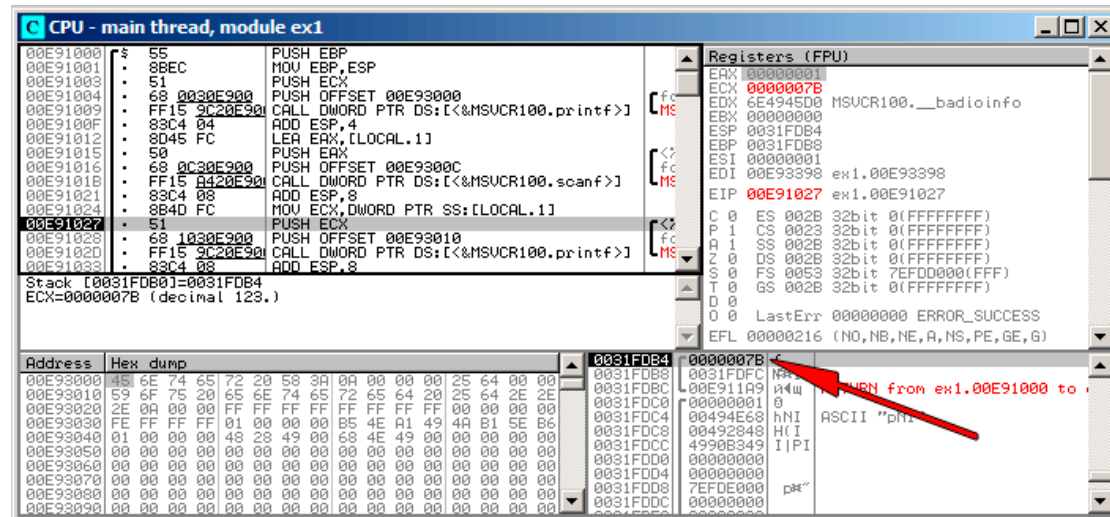 C CPU - main thread, module ex1
00E91000 $ 55 PUSH EBP
00E91001 . 8BEC MOV EBP,ESP
00E91003 . 51 PUSH ECX
00E91004 . 68 0030E900 PUSH OFFSET 00E93000
00E91009 . FF15 9C20E90 CALL DWORD PTR DS:[<&MSVCR100.printf>]
00E9100F . 83C4 04 ADD ESP,4
00E91012 . 8D45 FC LEA EAX,[LOCAL.1]
00E91015 . 50 PUSH EAX
00E91016 . 68 0C30E900 PUSH OFFSET 00E9300C
00E9101B . FF15 A420E90 CALL DWORD PTR DS:[<&MSVCR100.scanf>]
00E91021 . 83C4 08 ADD ESP,8
00E91024 . 8B4D FC MOV ECX,DWORD PTR SS:[LOCAL.1]
00E91027 . 51 PUSH ECX
00E91028 . 68 1030E900 PUSH OFFSET 00E93010
00E9102D . FF15 9C20E90 CALL DWORD PTR DS:[<&MSVCR100.printf>]
00E91033 . 83C4 08 ADD ESP,8
Stack [0031FDB0]=0031FDB4
ECX=0000007B (decimal 123.)
Registers (FPU)
EAX 00000001
ECX 0000007B
EDX 6E4945D0 MSVCR100.__badioinfo
EBX 00000000
ESP 0031FDB4
EBP 0031FDB8
ESI 00000001
EDI 00E93398 ex1.00E93398
EIP 00E91027 ex1.00E91027
C 0 ES 002B 32bit 0(FFFFFFFF)
P 1 CS 0023 32bit 0(FFFFFFFF)
A 1 SS 002B 32bit 0(FFFFFFFF)
Z 0 DS 002B 32bit 0(FFFFFFFF)
S 0 FS 0053 32bit 7EFDD000(FFF)
T 0 GS 002B 32bit 0(FFFFFFFF)
D 0
O 0 LastErr 00000000 ERROR_SUCCESS
EFL 00000216 (NO,NB,NE,A,NS,PE,GE,G)
Address Hex dump
00E93000 45 6E 74 65 72 20 58 3A 0A 00 00 00 25 64 00 00
00E93010 59 6F 75 20 65 6E 74 65 72 65 64 20 25 64 2E 2E
00E93020 2E 0A 00 00 FF FF FF FF FF FF FF FF 00 00 00 00
00E93030 FE FF FF FF 01 00 00 00 B5 4E A1 49 4A B1 5E B6
00E93040 01 00 00 00 48 28 49 00 68 4E 49 00 00 00 00 00
00E93050 00 00 00 00 00 00 00 00 00 00 00 00 00 00 00 00
00E93060 00 00 00 00 00 00 00 00 00 00 00 00 00 00 00 00
00E93070 00 00 00 00 00 00 00 00 00 00 00 00 00 00 00 00
00E93080 00 00 00 00 00 00 00 00 00 00 00 00 00 00 00 00
00E93090 00 00 00 00 00 00 00 00 00 00 00 00 00 00 00 00
0031FDB4 0000007B {
0031FDB8 0031FDFC
0031FDBC 00E911A9 RETURN from ex1.00E91000 to
0031FDC0 00000001
0031FDC4 00494E68 hNI ASCII "pNI
0031FDC8 00492848 H(I
0031FDCC 4990B349
0031FDD0 00000000
0031FDD4 00000000
0031FDD8 7EFDE000
0031FDDC 00000000